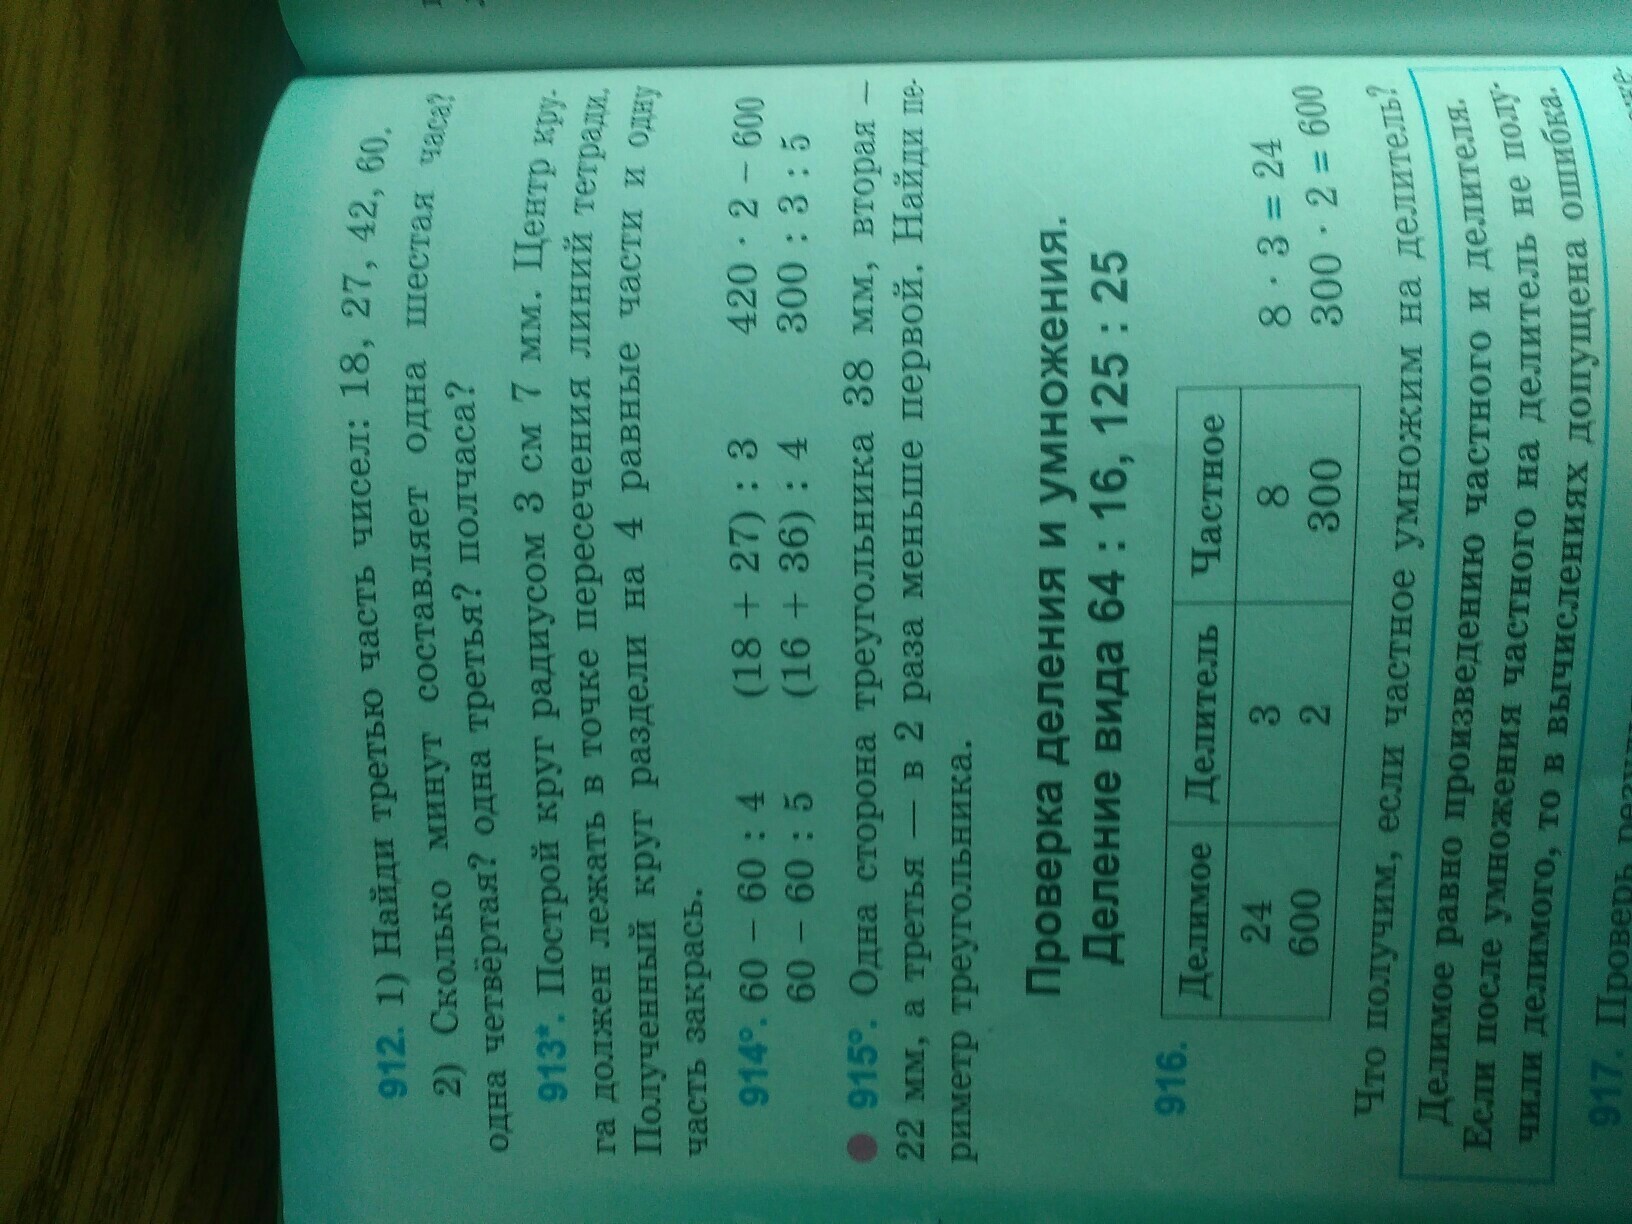 912. 1) Найди третью часть чисел: 18, 27, 42, 60.
2) Сколько минут составляет одна шестая часа?
одна четвёртая? одна третья? полчаса?
913*. Построй круг радиусом 3 см 7 мм. Центр кру-
га должен лежать в точке пересечения линий тетради.
Полученный круг раздели на 4 равные части и одну
часть закрась.
914°. 60 – 60 : 4 (18 + 27) : 3 420 · 2 – 600
60 – 60 : 5 (16 + 36) : 4 300 : 3 : 5
915°. Одна сторона треугольника 38 мм, вторая –
22 мм, а третья — в 2 раза меньше первой. Найди пе-
риметр треугольника.
Проверка деления и умножения.
Деление вида 64 : 16, 125 : 25
916.
Делимое Делитель Частное
24 3 8 8 · 3 = 24
600 2 300 300 · 2 = 600
Что получим, если частное умножим на делитель?
Делимое равно произведению частного и делителя.
Если после умножения частного на делитель не полу-
чили делимого, то в вычислениях допущена ошибка.
917. Проверь